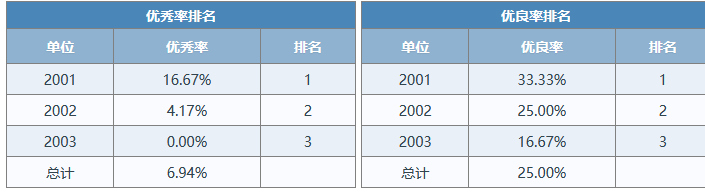 优秀率排名 优良率排名
单位 优秀率 排名 单位 优良率 排名
2001 16.67% 1 2001 33.33% 1
2002 4.17% 2 2002 25.00% 2
2003 0.00% 3 2003 16.67% 3
总计 6.94% 总计 25.00%